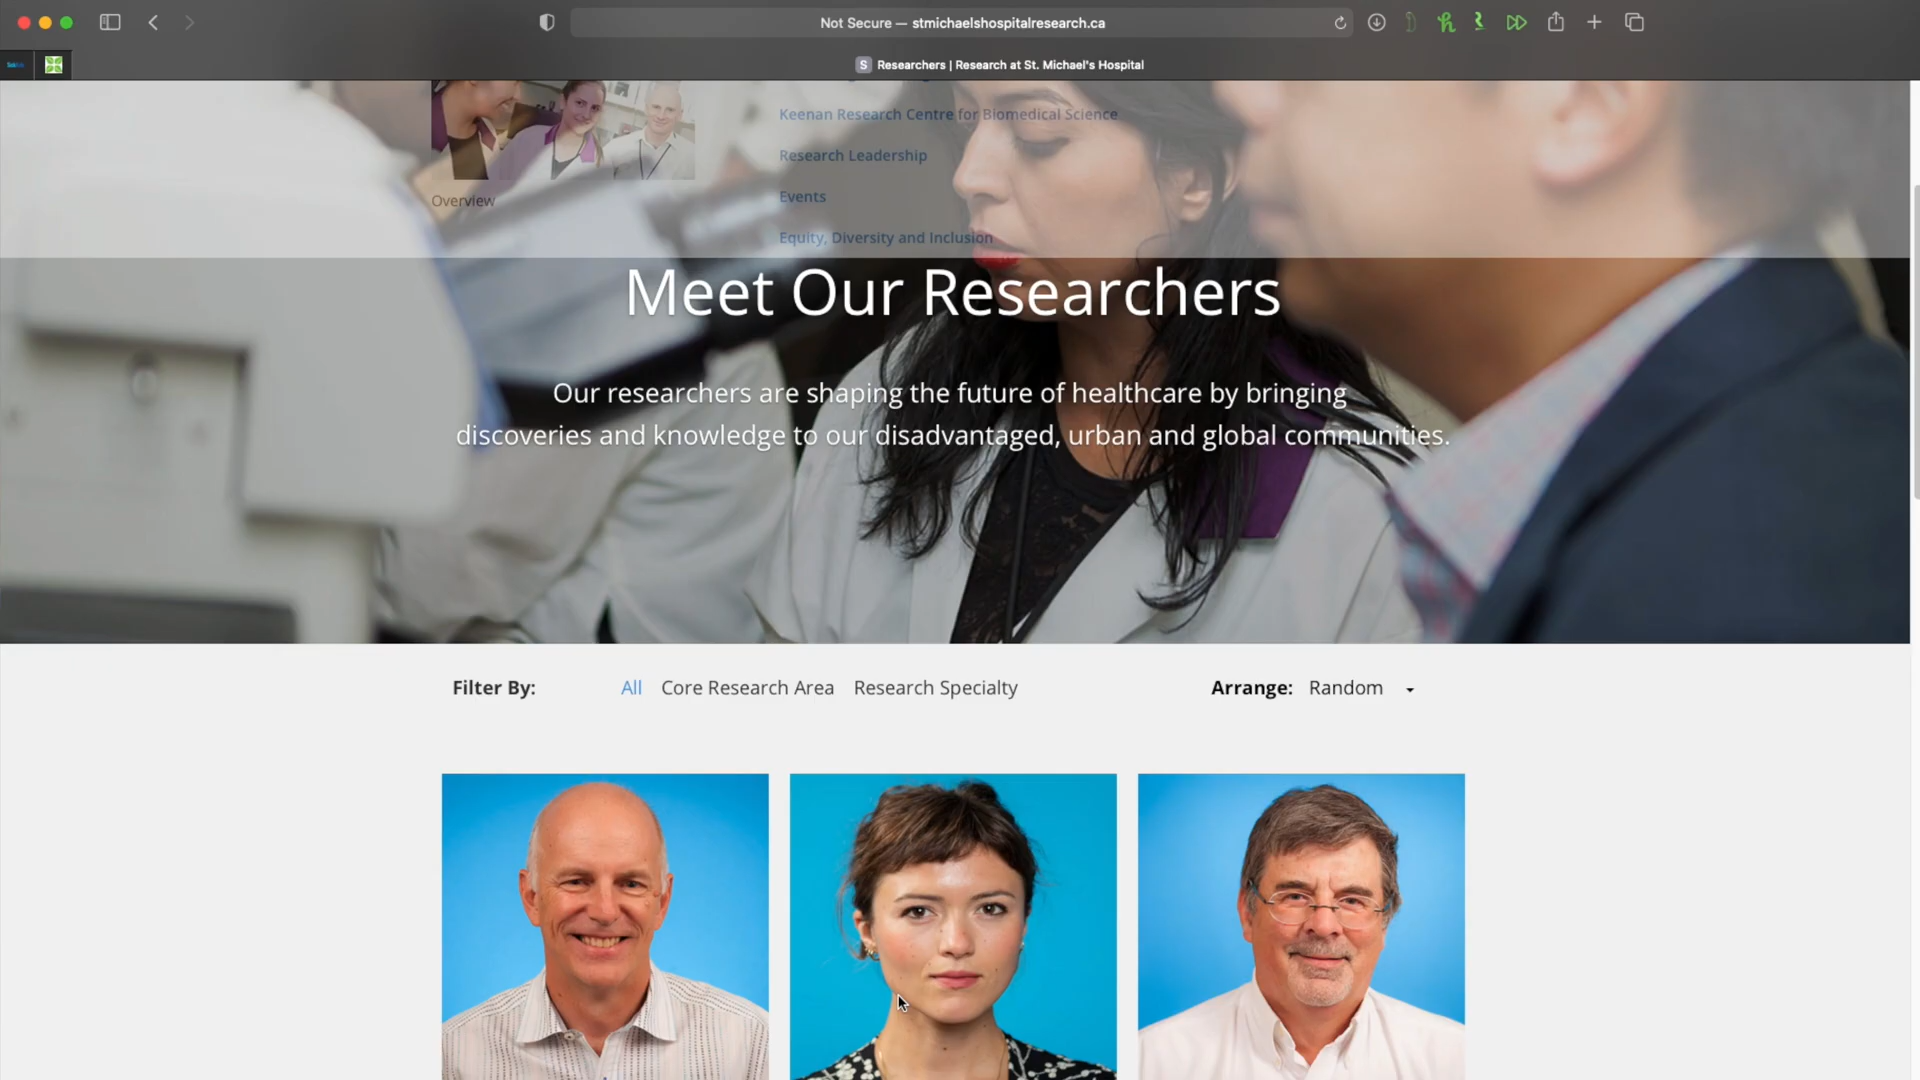 Not Secure — stmichaelshospitalresearch.ca
S Researchers | Research at St. Michael's Hospital
Keenan Research Centre for Biomedical Science
Research Leadership
Overview
Events
Equity, Diversity and Inclusion
Meet Our Researchers
Our researchers are shaping the future of healthcare by bringing
discoveries and knowledge to our disadvantaged, urban and global communities.
Filter By: All Core Research Area Research Specialty Arrange: Random